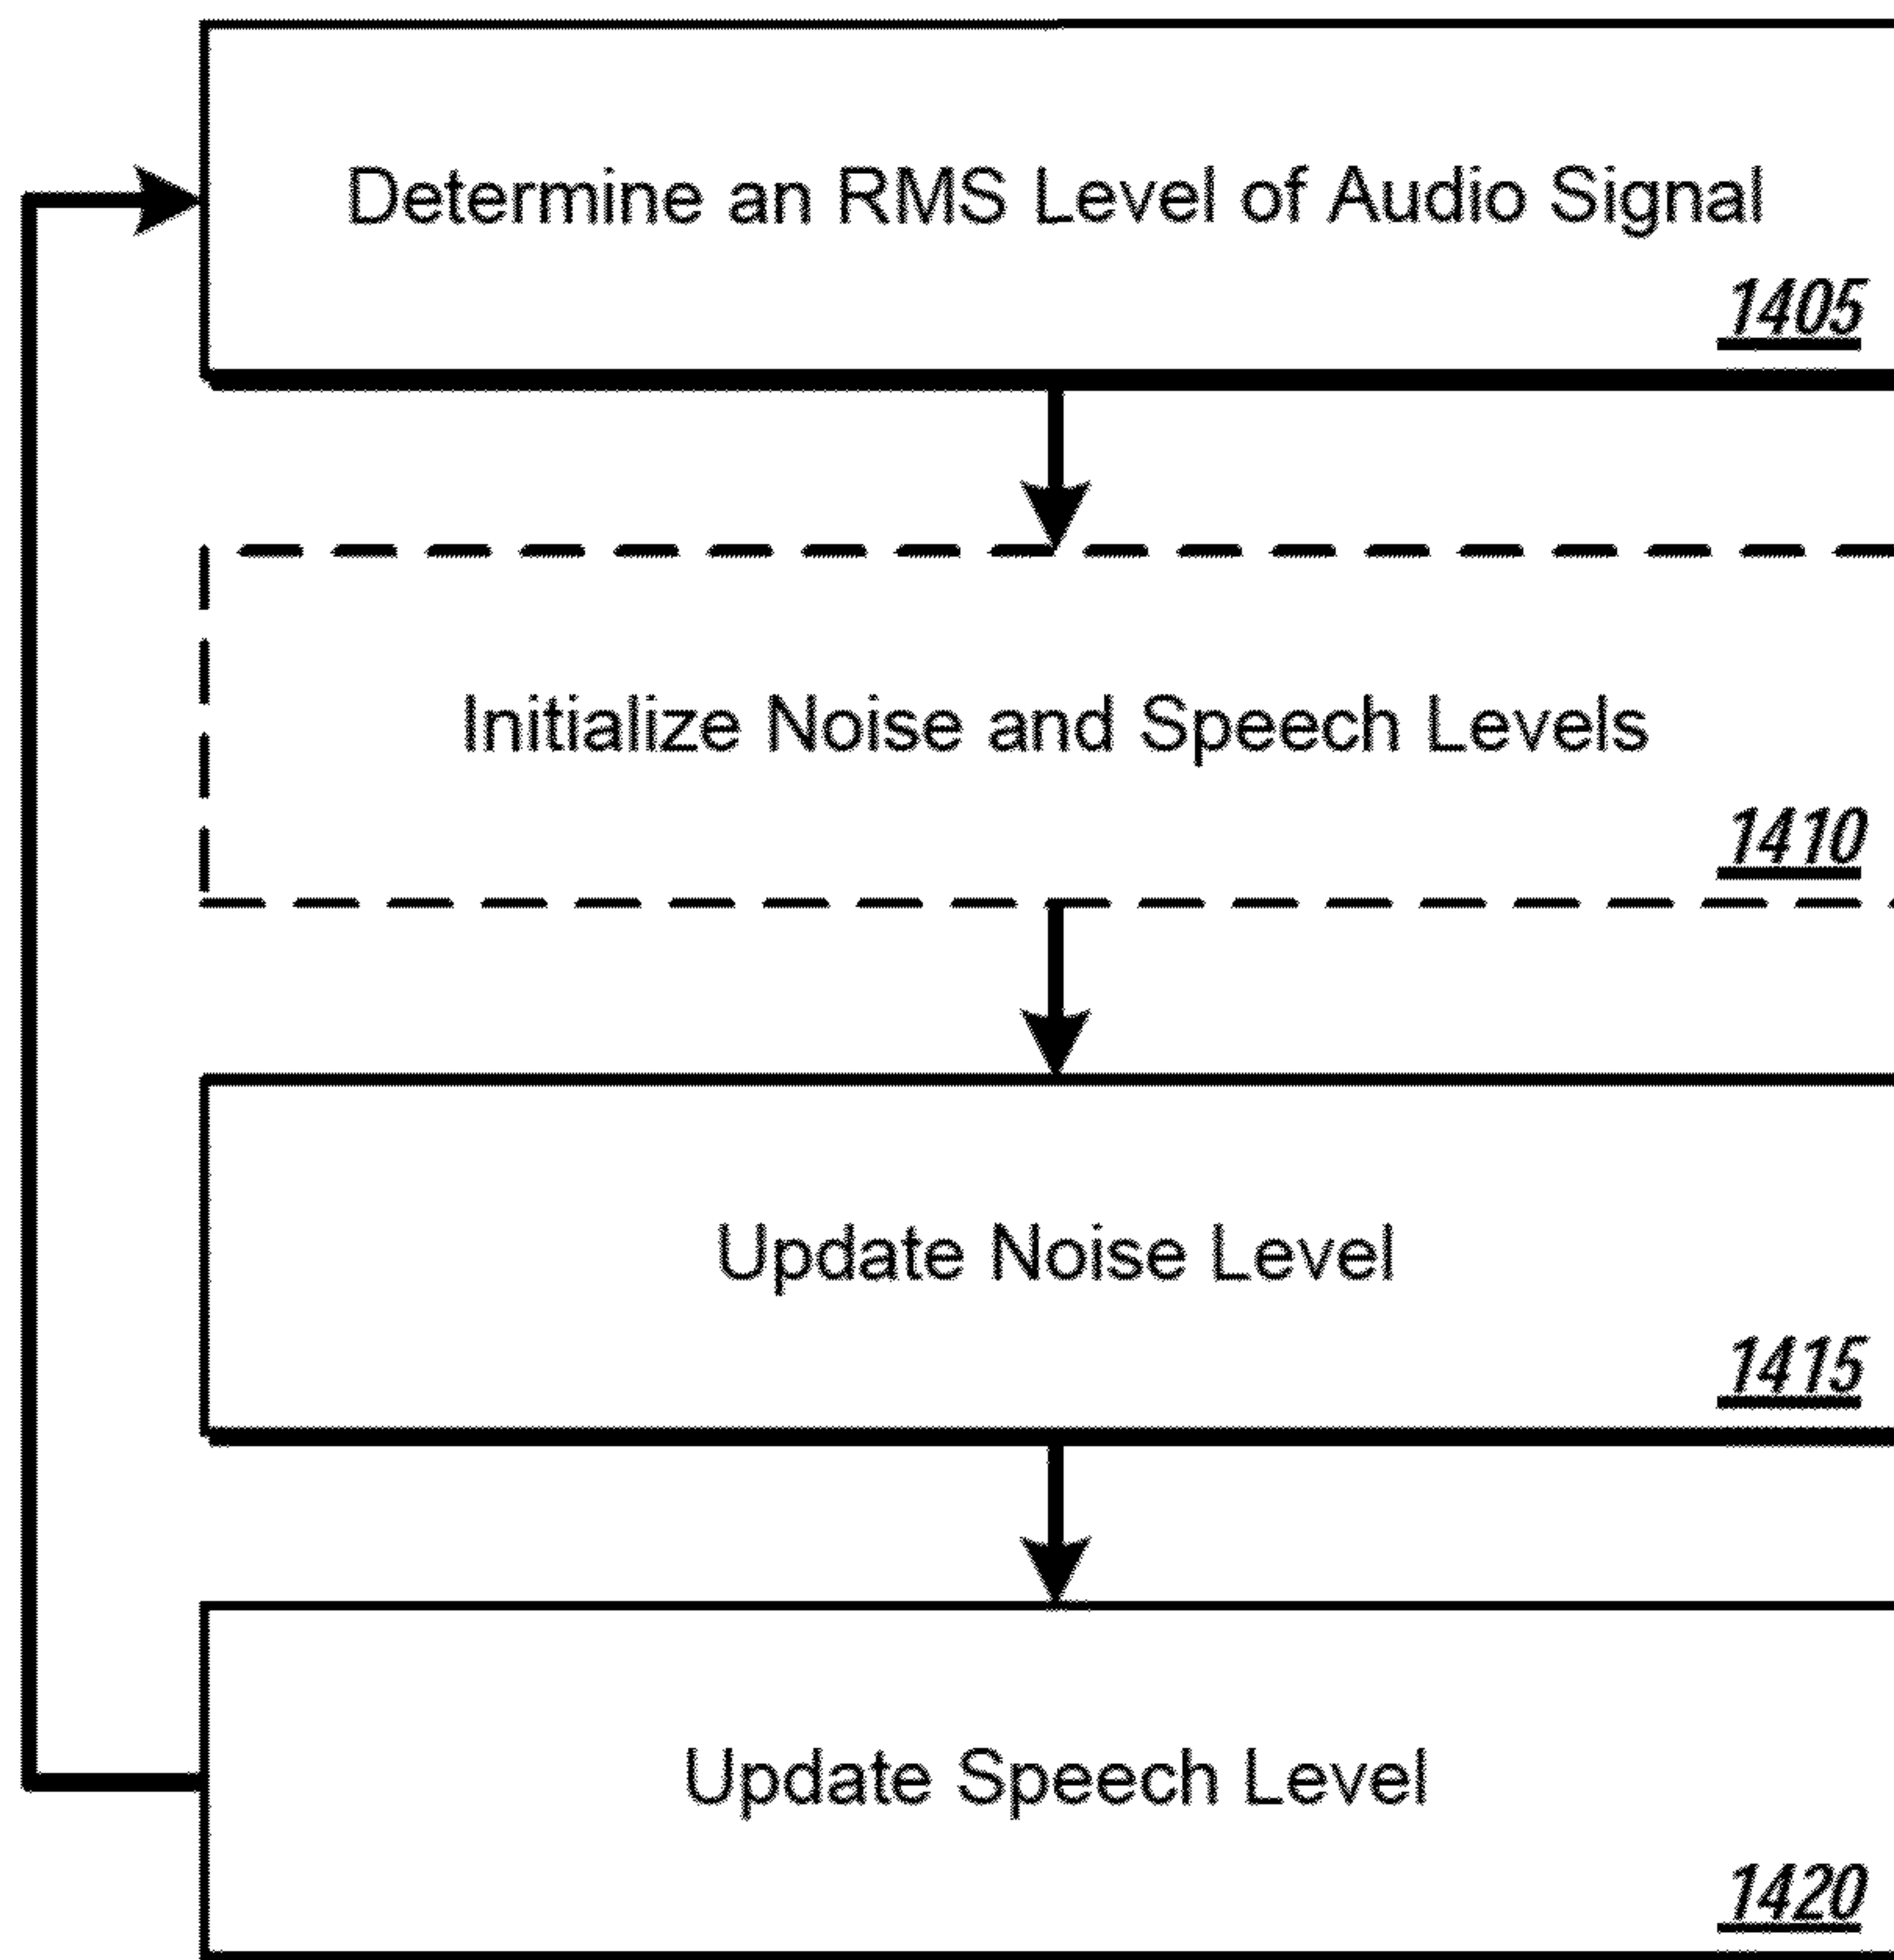 Determine an RMS Level of Audio Signal
1405
Initialize Noise and Speech Levels
1410
Update Noise Level
1415
Update Speech Level
1420